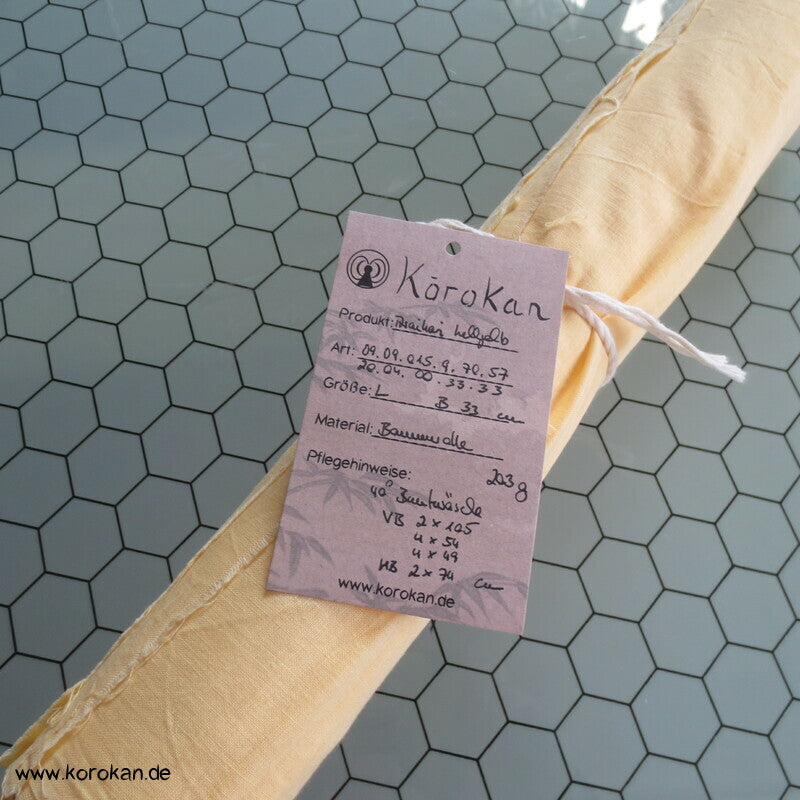 KōroKan
Produkt: hellgelb
Art: 09.09.015.9.70.57
20.04.00.33.33
Größe: L B 33 cm
Material: Baumwolle
Pflegehinweise: 203g
40° Buntwäsche
VB 2 x 105
4 x 54
4 x 49
HB 2 x 74 cm
www.korokan.de
www.korokan.de